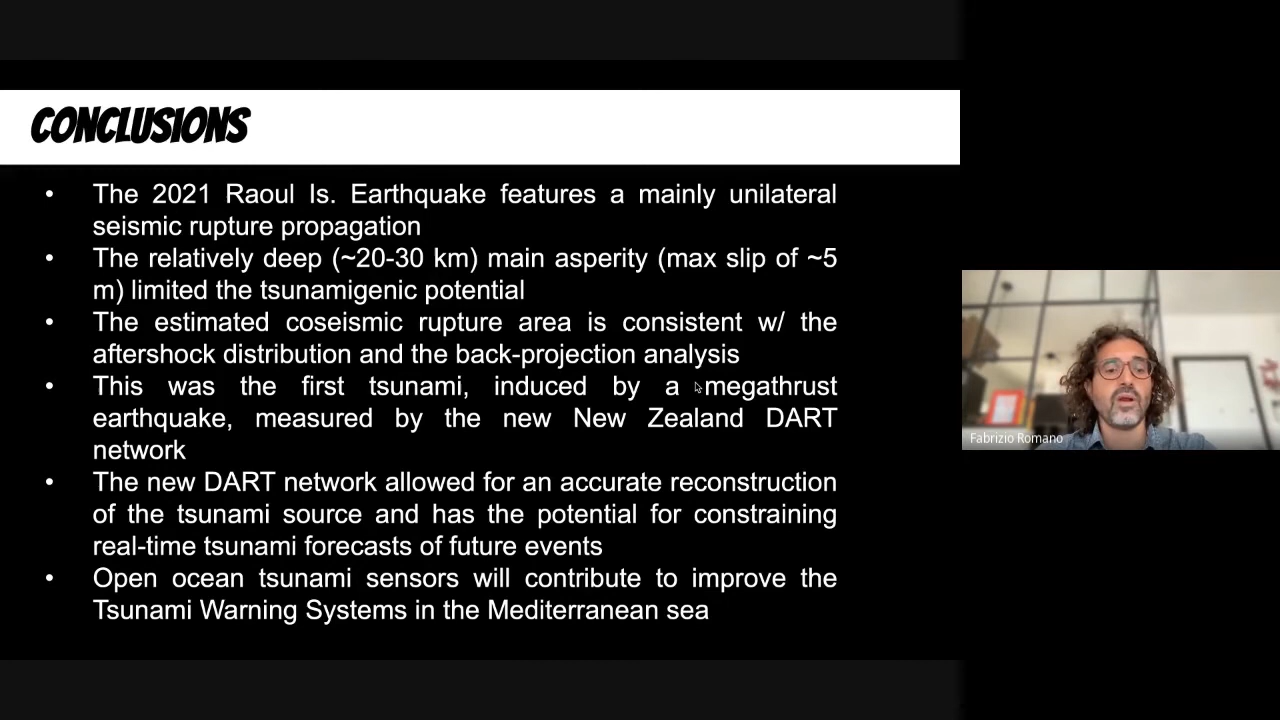 CONCLUSIONS
• The 2021 Raoul Is. Earthquake features a mainly unilateral
seismic rupture propagation
• The relatively deep (~20-30 km) main asperity (max slip of ~5
m) limited the tsunamigenic potential
• The estimated coseismic rupture area is consistent w/ the
aftershock distribution and the back-projection analysis
• This was the first tsunami, induced by a megathrust
earthquake, measured by the new New Zealand DART
network
• The new DART network allowed for an accurate reconstruction
of the tsunami source and has the potential for constraining
real-time tsunami forecasts of future events
• Open ocean tsunami sensors will contribute to improve the
Tsunami Warning Systems in the Mediterranean sea
Fabrizio Romano